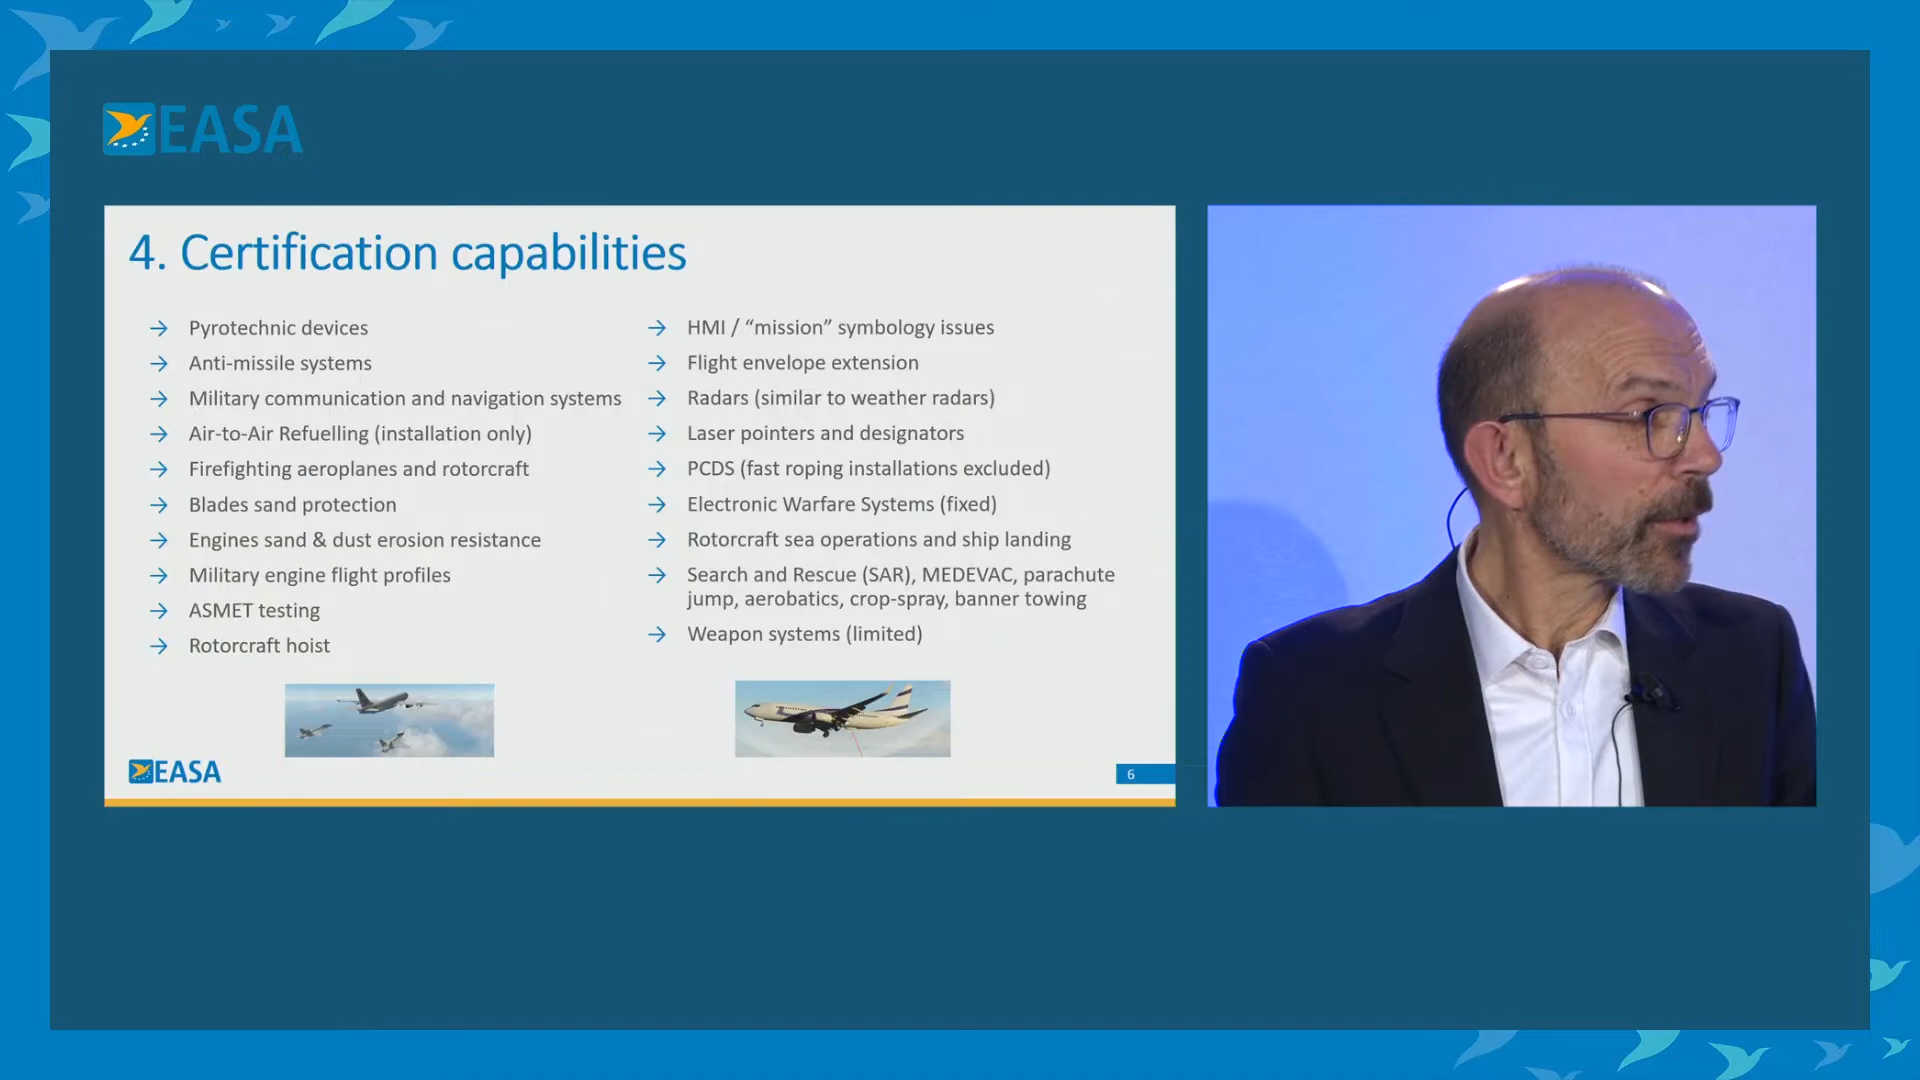 EASA
4. Certification capabilities
→ Pyrotechnic devices
→ Anti-missile systems
→ Military communication and navigation systems
→ Air-to-Air Refuelling (installation only)
→ Firefighting aeroplanes and rotorcraft
→ Blades sand protection
→ Engines sand & dust erosion resistance
→ Military engine flight profiles
→ ASMET testing
→ Rotorcraft hoist
→ HMI / “mission” symbology issues
→ Flight envelope extension
→ Radars (similar to weather radars)
→ Laser pointers and designators
→ PCDS (fast roping installations excluded)
→ Electronic Warfare Systems (fixed)
→ Rotorcraft sea operations and ship landing
→ Search and Rescue (SAR), MEDEVAC, parachute
jump, aerobatics, crop-spray, banner towing
→ Weapon systems (limited)
EASA
6